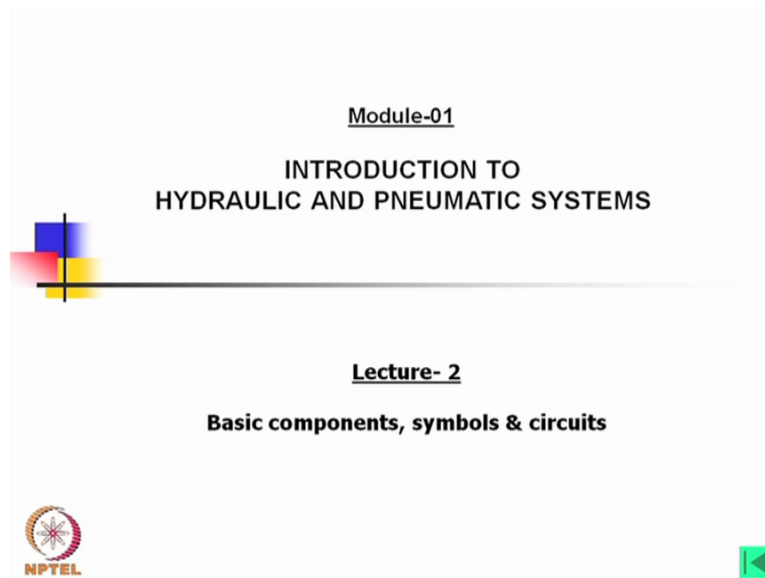 Module-01
INTRODUCTION TO
HYDRAULIC AND PNEUMATIC SYSTEMS
Lecture- 2
Basic components, symbols & circuits
NPTEL